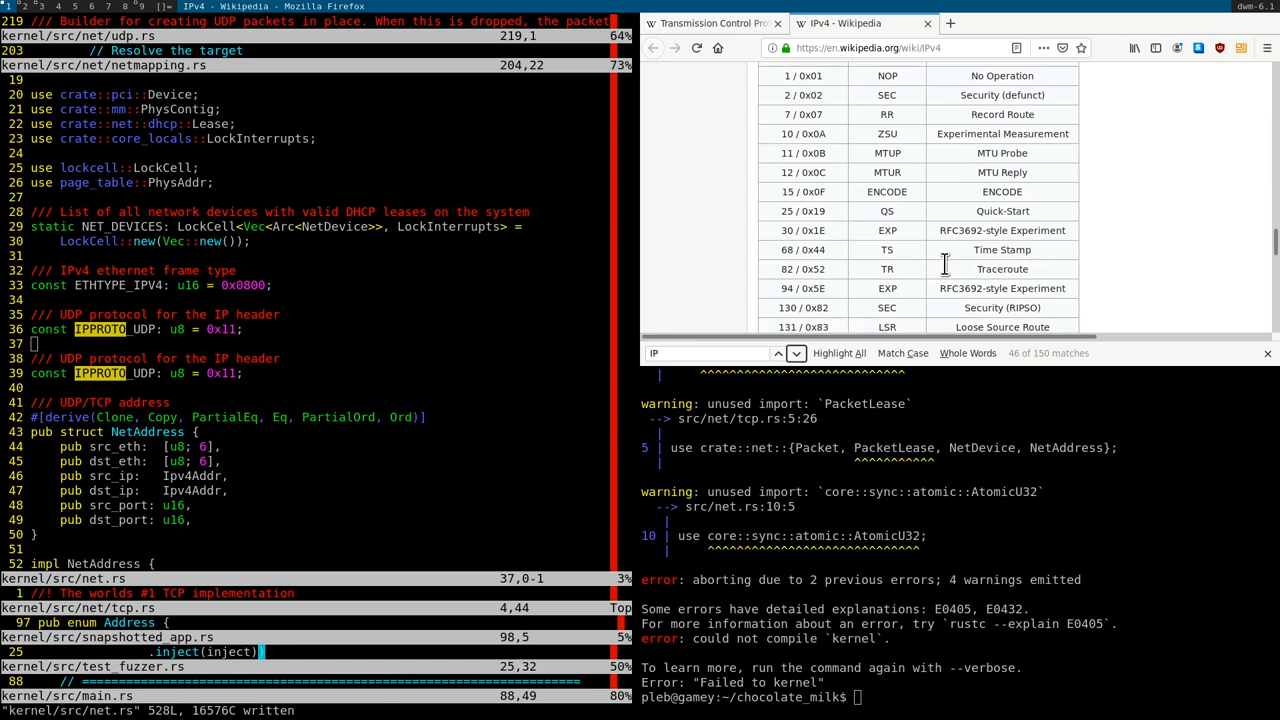 1 2 3 4 5 6 7 8 9 []= IPv4 - Wikipedia - Mozilla Firefox dwm-6.1
219 /// Builder for creating UDP packets in place. When this is dropped, the packet
kernel/src/net/udp.rs 219,1 64%
203 // Resolve the target
kernel/src/net/netmapping.rs 204,22 73%
19
20 use crate::pci::Device;
21 use crate::mm::PhysContig;
22 use crate::net::dhcp::Lease;
23 use crate::core_locals::LockInterrupts;
24
25 use lockcell::LockCell;
26 use page_table::PhysAddr;
27
28 /// List of all network devices with valid DHCP leases on the system
29 static NET_DEVICES: LockCell<Vec<Arc<NetDevice>>, LockInterrupts> =
30 LockCell::new(Vec::new());
31
32 /// IPv4 ethernet frame type
33 const ETHTYPE_IPV4: u16 = 0x0800;
34
35 /// UDP protocol for the IP header
36 const IPPROTO_UDP: u8 = 0x11;
37
38 /// UDP protocol for the IP header
39 const IPPROTO_UDP: u8 = 0x11;
40
41 /// UDP/TCP address
42 #[derive(Clone, Copy, PartialEq, Eq, PartialOrd, Ord)]
43 pub struct NetAddress {
44 pub src_eth: [u8; 6],
45 pub dst_eth: [u8; 6],
46 pub src_ip: Ipv4Addr,
47 pub dst_ip: Ipv4Addr,
48 pub src_port: u16,
49 pub dst_port: u16,
50 }
51
52 impl NetAddress {
kernel/src/net.rs 37,0-1 3%
1 //! The worlds #1 TCP implementation
kernel/src/net/tcp.rs 4,44 Top
97 pub enum Address {
kernel/src/snapshotted_app.rs 98,5 5%
25 .inject(inject))
kernel/src/test_fuzzer.rs 25,32 50%
88 // ====================================================================
kernel/src/main.rs 88,49 80%
"kernel/src/net.rs" 528L, 16576C written
Transmission Control Pro
IPv4 - Wikipedia
https://en.wikipedia.org/wiki/IPv4
1 / 0x01 NOP No Operation
2 / 0x02 SEC Security (defunct)
7 / 0x07 RR Record Route
10 / 0x0A ZSU Experimental Measurement
11 / 0x0B MTUP MTU Probe
12 / 0x0C MTUR MTU Reply
15 / 0x0F ENCODE ENCODE
25 / 0x19 QS Quick-Start
30 / 0x1E EXP RFC3692-style Experiment
68 / 0x44 TS Time Stamp
82 / 0x52 TR Traceroute
94 / 0x5E EXP RFC3692-style Experiment
130 / 0x82 SEC Security (RIPSO)
131 / 0x83 LSR Loose Source Route
IP Highlight All Match Case Whole Words 46 of 150 matches
| ^^^^^^^^^^^^^^^^^^^^^^^^^^^^
warning: unused import: `PacketLease`
--> src/net/tcp.rs:5:26
|
5 | use crate::net::{Packet, PacketLease, NetDevice, NetAddress};
| ^^^^^^^^^^^
warning: unused import: `core::sync::atomic::AtomicU32`
--> src/net.rs:10:5
|
10 | use core::sync::atomic::AtomicU32;
| ^^^^^^^^^^^^^^^^^^^^^^^^^^^^^
error: aborting due to 2 previous errors; 4 warnings emitted
Some errors have detailed explanations: E0405, E0432.
For more information about an error, try `rustc --explain E0405`.
error: could not compile `kernel`.
To learn more, run the command again with --verbose.
Error: "Failed to kernel"
pleb@gamey:~/chocolate_milk$